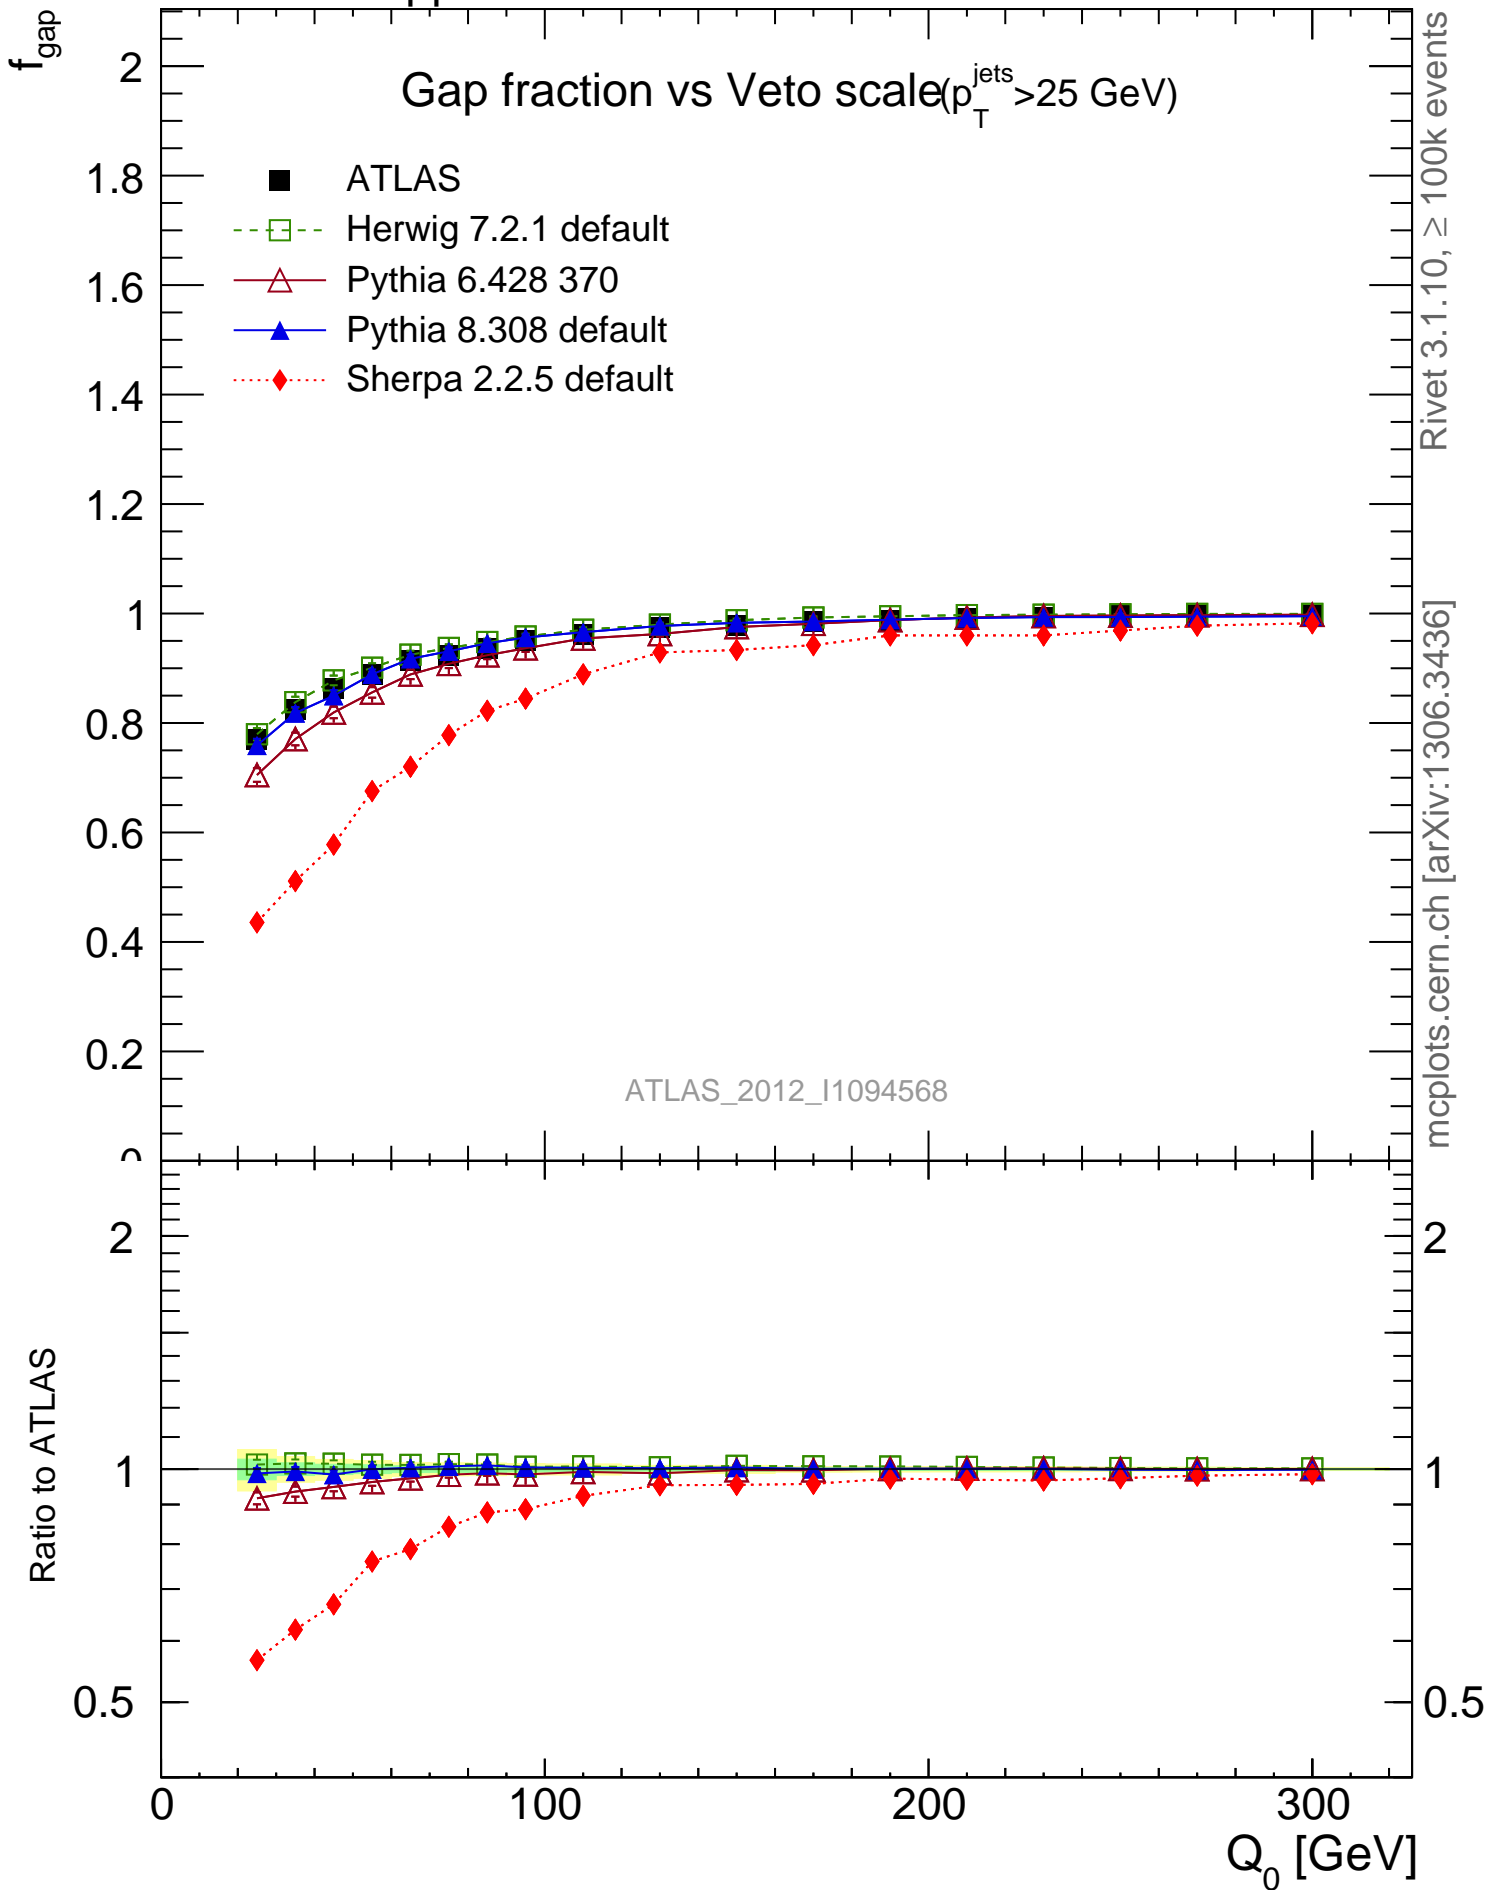 f_gap
Gap fraction vs Veto scale(p_T^jets>25 GeV)
ATLAS
Herwig 7.2.1 default
Pythia 6.428 370
Pythia 8.308 default
Sherpa 2.2.5 default
2
1.8
1.6
1.4
1.2
1
0.8
0.6
0.4
0.2
0
ATLAS_2012_I1094568
Rivet 3.1.10, ≥ 100k events
mcplots.cern.ch [arXiv:1306.3436]
Ratio to ATLAS
2
1
0.5
2
1
0.5
0
100
200
300
Q_0 [GeV]